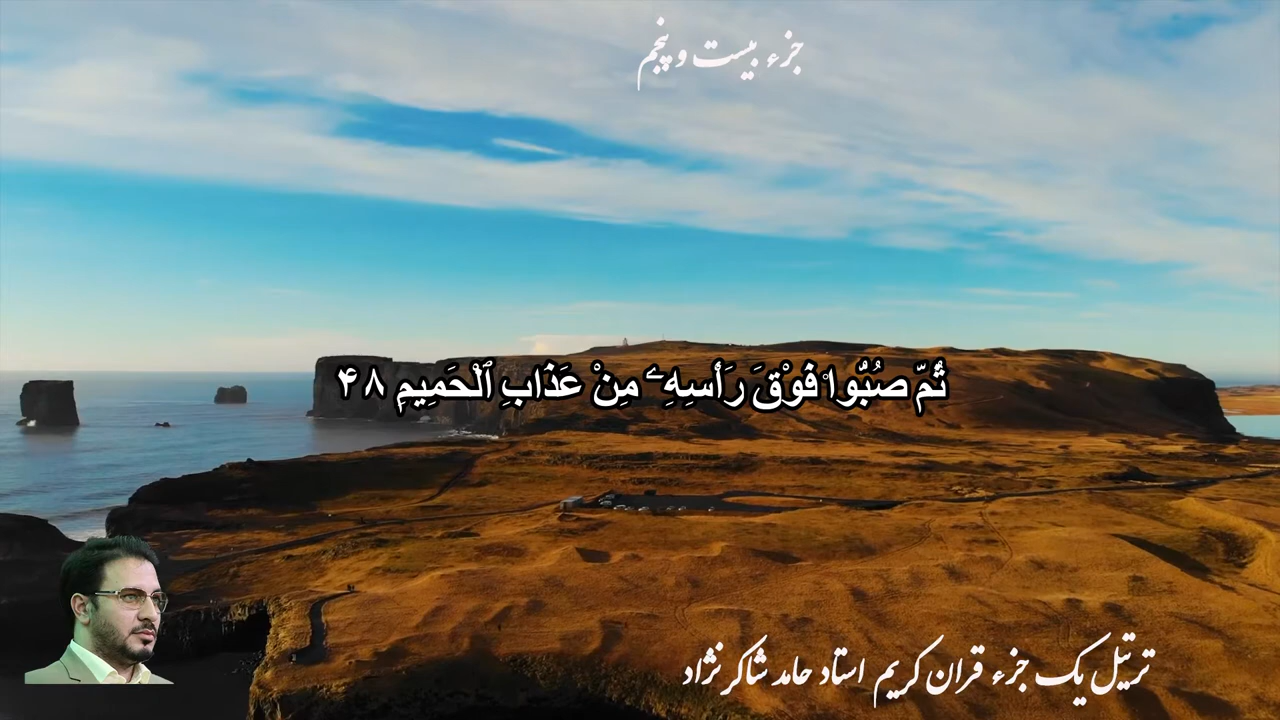 جزء بیست و پنجم
ثُمَّ صُبُّوا۟ فَوْقَ رَأْسِهِۦ مِنْ عَذَابِ ٱلْحَمِيمِ ۴۸
ترتیل یک جزء قران کریم استاد حامد شاکرنژاد